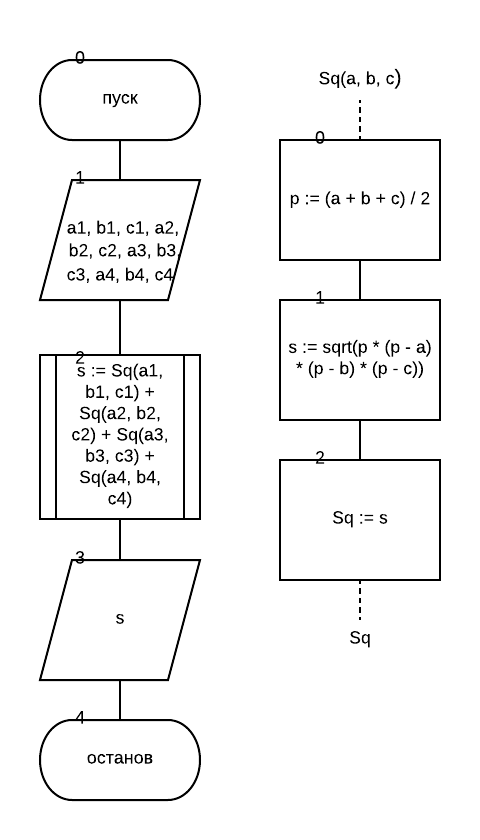 0
пуск
1
a1, b1, c1, a2,
b2, c2, a3, b3,
c3, a4, b4, c4
2
s := Sq(a1,
b1, c1) +
Sq(a2, b2,
c2) + Sq(a3,
b3, c3) +
Sq(a4, b4,
c4)
3
s
4
останов
Sq(a, b, c)
0
p := (a + b + c) / 2
1
s := sqrt(p * (p - a)
* (p - b) * (p - c))
2
Sq := s
Sq